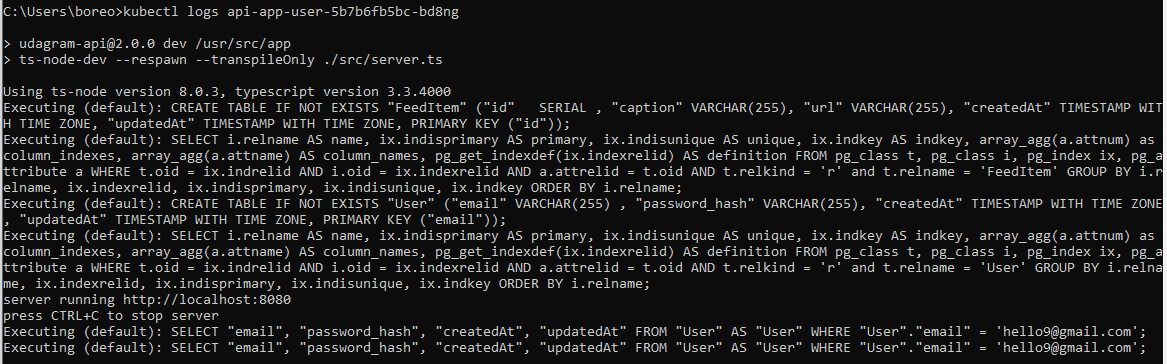 C:\Users\boreo>kubectl logs api-app-user-5b7b6fb5bc-bd8ng
> udagram-api@2.0.0 dev /usr/src/app
> ts-node-dev --respawn --transpileOnly ./src/server.ts
Using ts-node version 8.0.3, typescript version 3.3.4000
Executing (default): CREATE TABLE IF NOT EXISTS "FeedItem" ("id"   SERIAL , "caption" VARCHAR(255), "url" VARCHAR(255), "createdAt" TIMESTAMP WIT
H TIME ZONE, "updatedAt" TIMESTAMP WITH TIME ZONE, PRIMARY KEY ("id"));
Executing (default): SELECT i.relname AS name, ix.indisprimary AS primary, ix.indisunique AS unique, ix.indkey AS indkey, array_agg(a.attnum) as
column_indexes, array_agg(a.attname) AS column_names, pg_get_indexdef(ix.indexrelid) AS definition FROM pg_class t, pg_class i, pg_index ix, pg_a
ttribute a WHERE t.oid = ix.indrelid AND i.oid = ix.indexrelid AND a.attrelid = t.oid AND t.relkind = 'r' and t.relname = 'FeedItem' GROUP BY i.r
elname, ix.indexrelid, ix.indisprimary, ix.indisunique, ix.indkey ORDER BY i.relname;
Executing (default): CREATE TABLE IF NOT EXISTS "User" ("email" VARCHAR(255) , "password_hash" VARCHAR(255), "createdAt" TIMESTAMP WITH TIME ZONE
, "updatedAt" TIMESTAMP WITH TIME ZONE, PRIMARY KEY ("email"));
Executing (default): SELECT i.relname AS name, ix.indisprimary AS primary, ix.indisunique AS unique, ix.indkey AS indkey, array_agg(a.attnum) as
column_indexes, array_agg(a.attname) AS column_names, pg_get_indexdef(ix.indexrelid) AS definition FROM pg_class t, pg_class i, pg_index ix, pg_a
ttribute a WHERE t.oid = ix.indrelid AND i.oid = ix.indexrelid AND a.attrelid = t.oid AND t.relkind = 'r' and t.relname = 'User' GROUP BY i.relna
me, ix.indexrelid, ix.indisprimary, ix.indisunique, ix.indkey ORDER BY i.relname;
server running http://localhost:8080
press CTRL+C to stop server
Executing (default): SELECT "email", "password_hash", "createdAt", "updatedAt" FROM "User" AS "User" WHERE "User"."email" = 'hello9@gmail.com';
Executing (default): SELECT "email", "password_hash", "createdAt", "updatedAt" FROM "User" AS "User" WHERE "User"."email" = 'hello9@gmail.com';